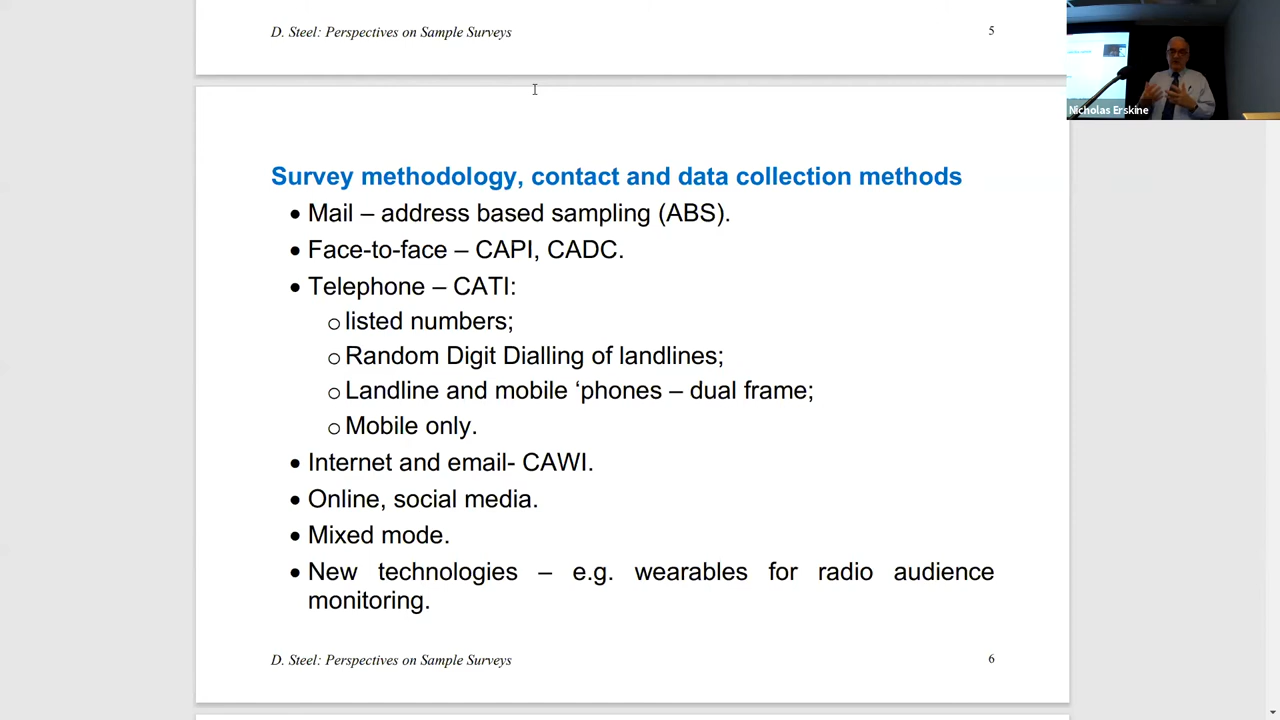 D. Steel: Perspectives on Sample Surveys 5
Nicholas Erskine
Survey methodology, contact and data collection methods
• Mail – address based sampling (ABS).
• Face-to-face – CAPI, CADC.
• Telephone – CATI:
o listed numbers;
o Random Digit Dialling of landlines;
o Landline and mobile ‘phones – dual frame;
o Mobile only.
• Internet and email- CAWI.
• Online, social media.
• Mixed mode.
• New technologies – e.g. wearables for radio audience
monitoring.
D. Steel: Perspectives on Sample Surveys 6